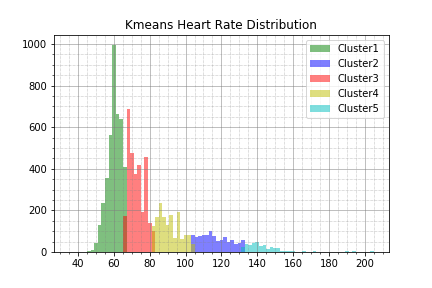 Kmeans Heart Rate Distribution
Cluster1
Cluster2
Cluster3
Cluster4
Cluster5
1000
800
600
400
200
0
40 60 80 100 120 140 160 180 200